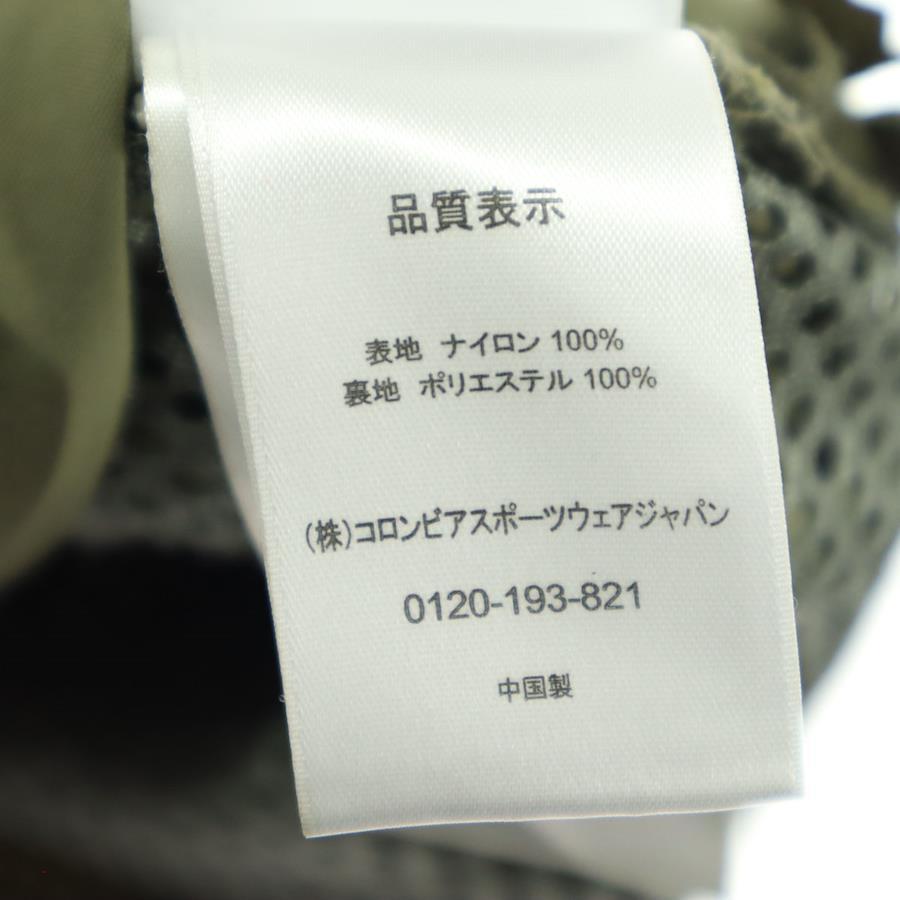 品質表示
表地 ナイロン 100%
裏地 ポリエステル 100%
(株)コロンビアスポーツウェアジャパン
0120-193-821
中国製